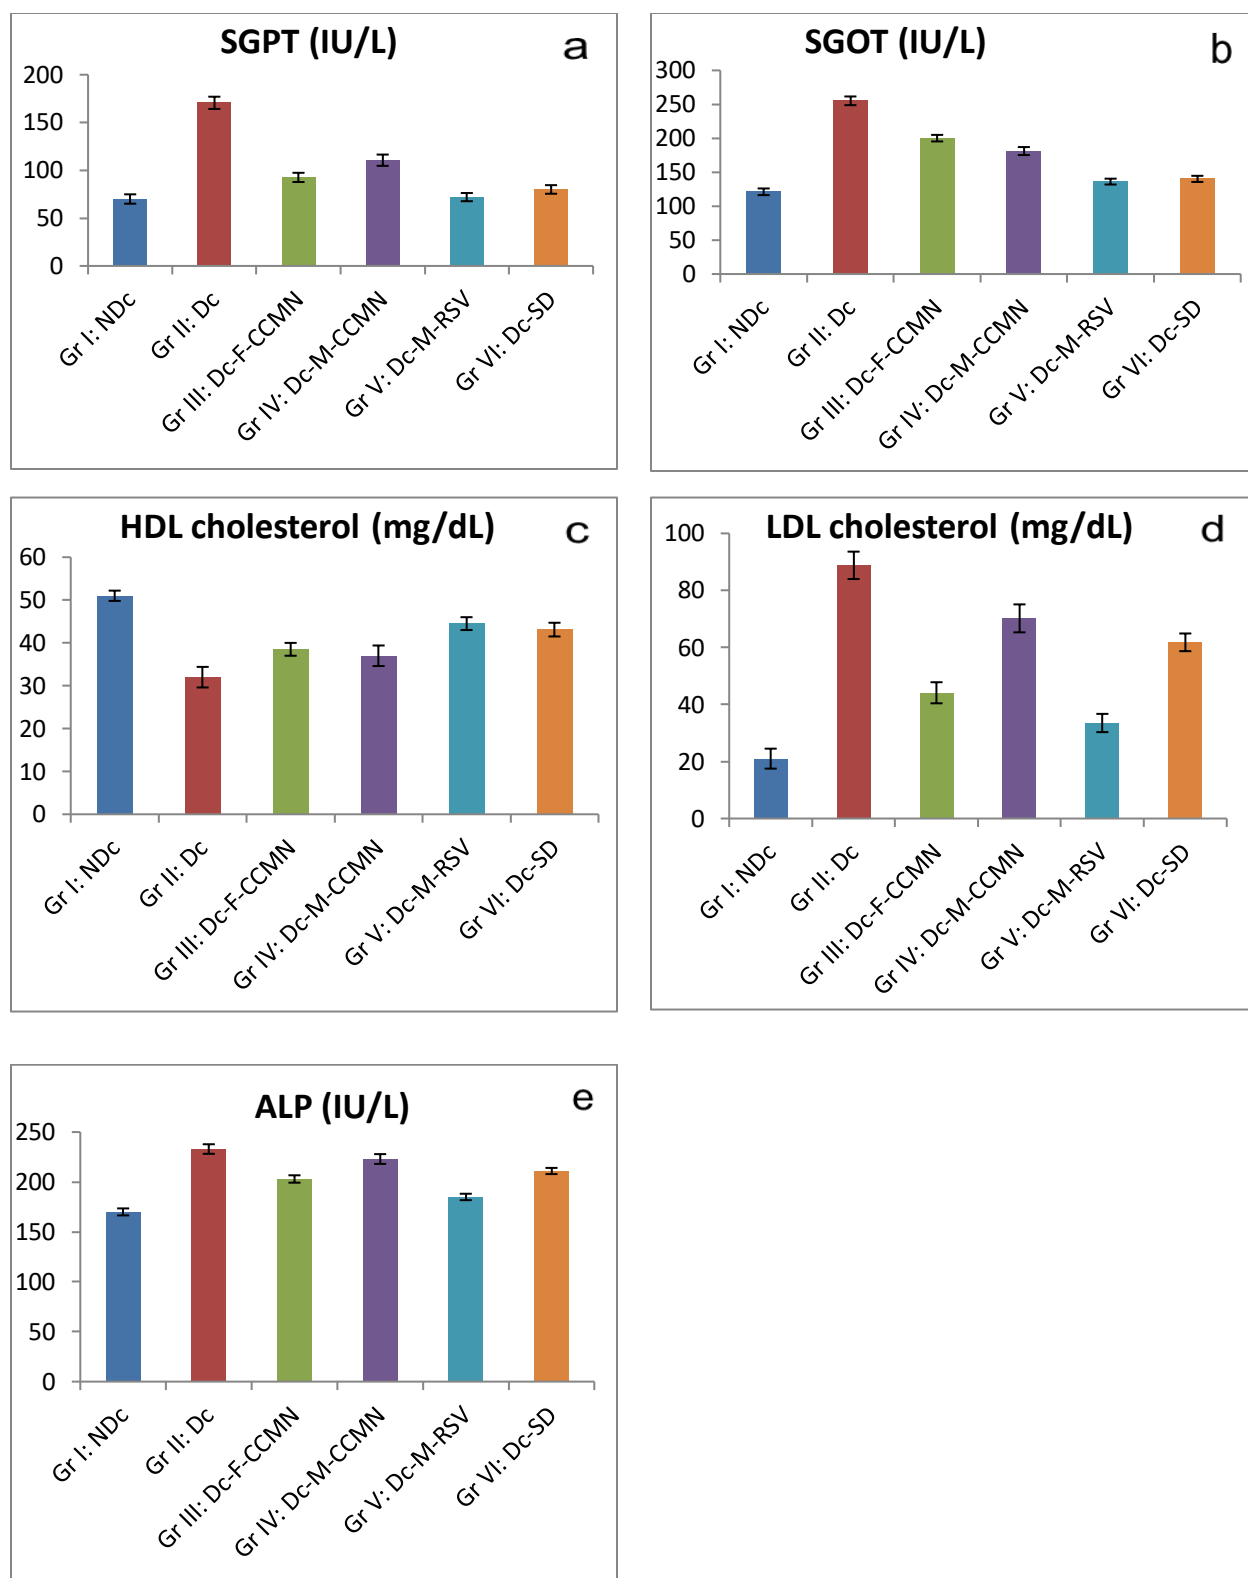 SGPT (IU/L)
a
200
150
100
50
0
Gr I: NDc
Gr II: Dc
Gr III: Dc-F-CCMN
Gr IV: Dc-M-CCMN
Gr V: Dc-M-RSV
Gr VI: Dc-SD
SGOT (IU/L)
b
300
250
200
150
100
50
0
Gr I: NDc
Gr II: Dc
Gr III: Dc-F-CCMN
Gr IV: Dc-M-CCMN
Gr V: Dc-M-RSV
Gr VI: Dc-SD
HDL cholesterol (mg/dL)
c
60
50
40
30
20
10
0
Gr I: NDc
Gr II: Dc
Gr III: Dc-F-CCMN
Gr IV: Dc-M-CCMN
Gr V: Dc-M-RSV
Gr VI: Dc-SD
LDL cholesterol (mg/dL)
d
100
80
60
40
20
0
Gr I: NDc
Gr II: Dc
Gr III: Dc-F-CCMN
Gr IV: Dc-M-CCMN
Gr V: Dc-M-RSV
Gr VI: Dc-SD
ALP (IU/L)
e
250
200
150
100
50
0
Gr I: NDc
Gr II: Dc
Gr III: Dc-F-CCMN
Gr IV: Dc-M-CCMN
Gr V: Dc-M-RSV
Gr VI: Dc-SD